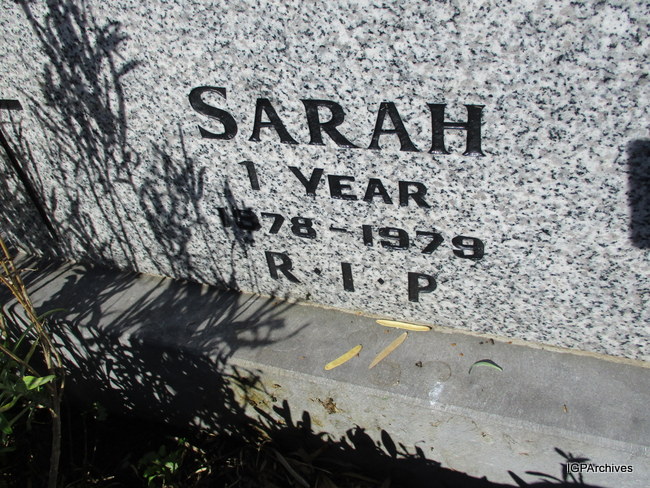 SARAH
1 YEAR
1978-1979
R·I·P
IGPArchives